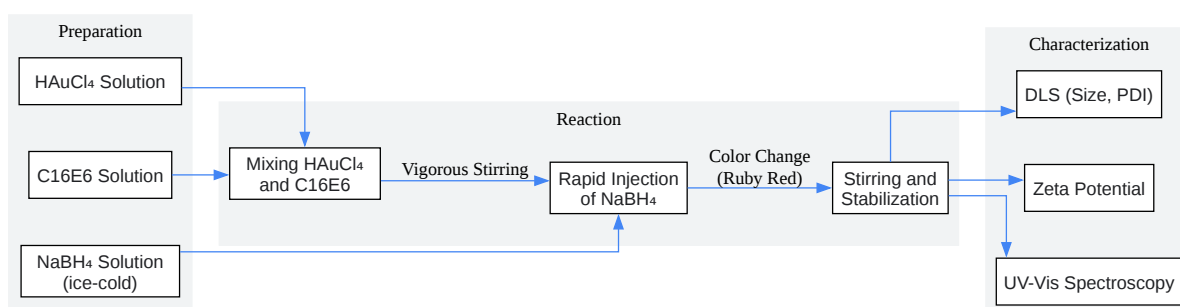 Preparation
HAuCl₄ Solution
C16E6 Solution
NaBH₄ Solution
(ice-cold)
Reaction
Mixing HAuCl₄
and C16E6
Vigorous Stirring
Rapid Injection
of NaBH₄
Color Change
(Ruby Red)
Stirring and
Stabilization
Characterization
DLS (Size, PDI)
Zeta Potential
UV-Vis Spectroscopy